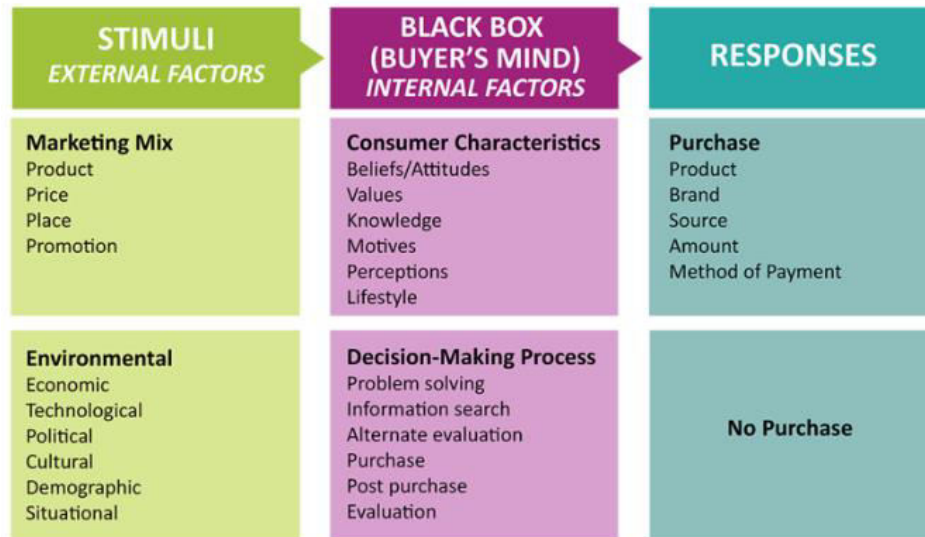 STIMULI
EXTERNAL FACTORS
BLACK BOX
(BUYER'S MIND)
INTERNAL FACTORS
RESPONSES
Marketing Mix
Product
Price
Place
Promotion
Consumer Characteristics
Beliefs/Attitudes
Values
Knowledge
Motives
Perceptions
Lifestyle
Purchase
Product
Brand
Source
Amount
Method of Payment
Environmental
Economic
Technological
Political
Cultural
Demographic
Situational
Decision-Making Process
Problem solving
Information search
Alternate evaluation
Purchase
Post purchase
Evaluation
No Purchase